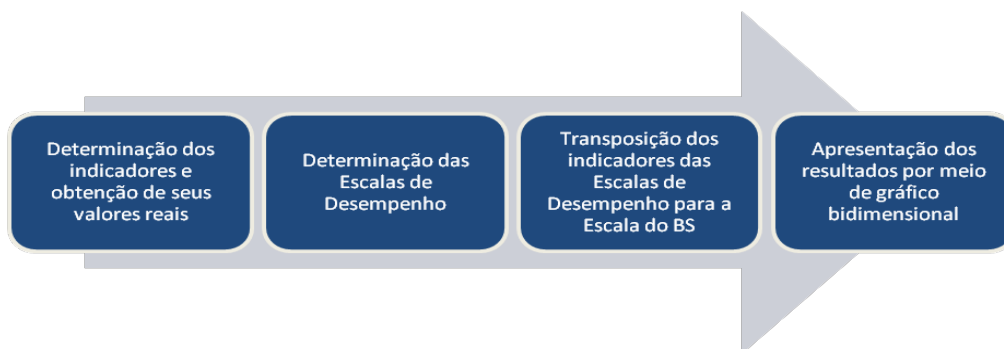 Determinação dos
indicadores e
obtenção de seus
valores reais
Determinação das
Escalas de
Desempenho
Transposição dos
indicadores das
Escalas de
Desempenho para a
Escala do BS
Apresentação dos
resultados por meio
de gráfico
bidimensional